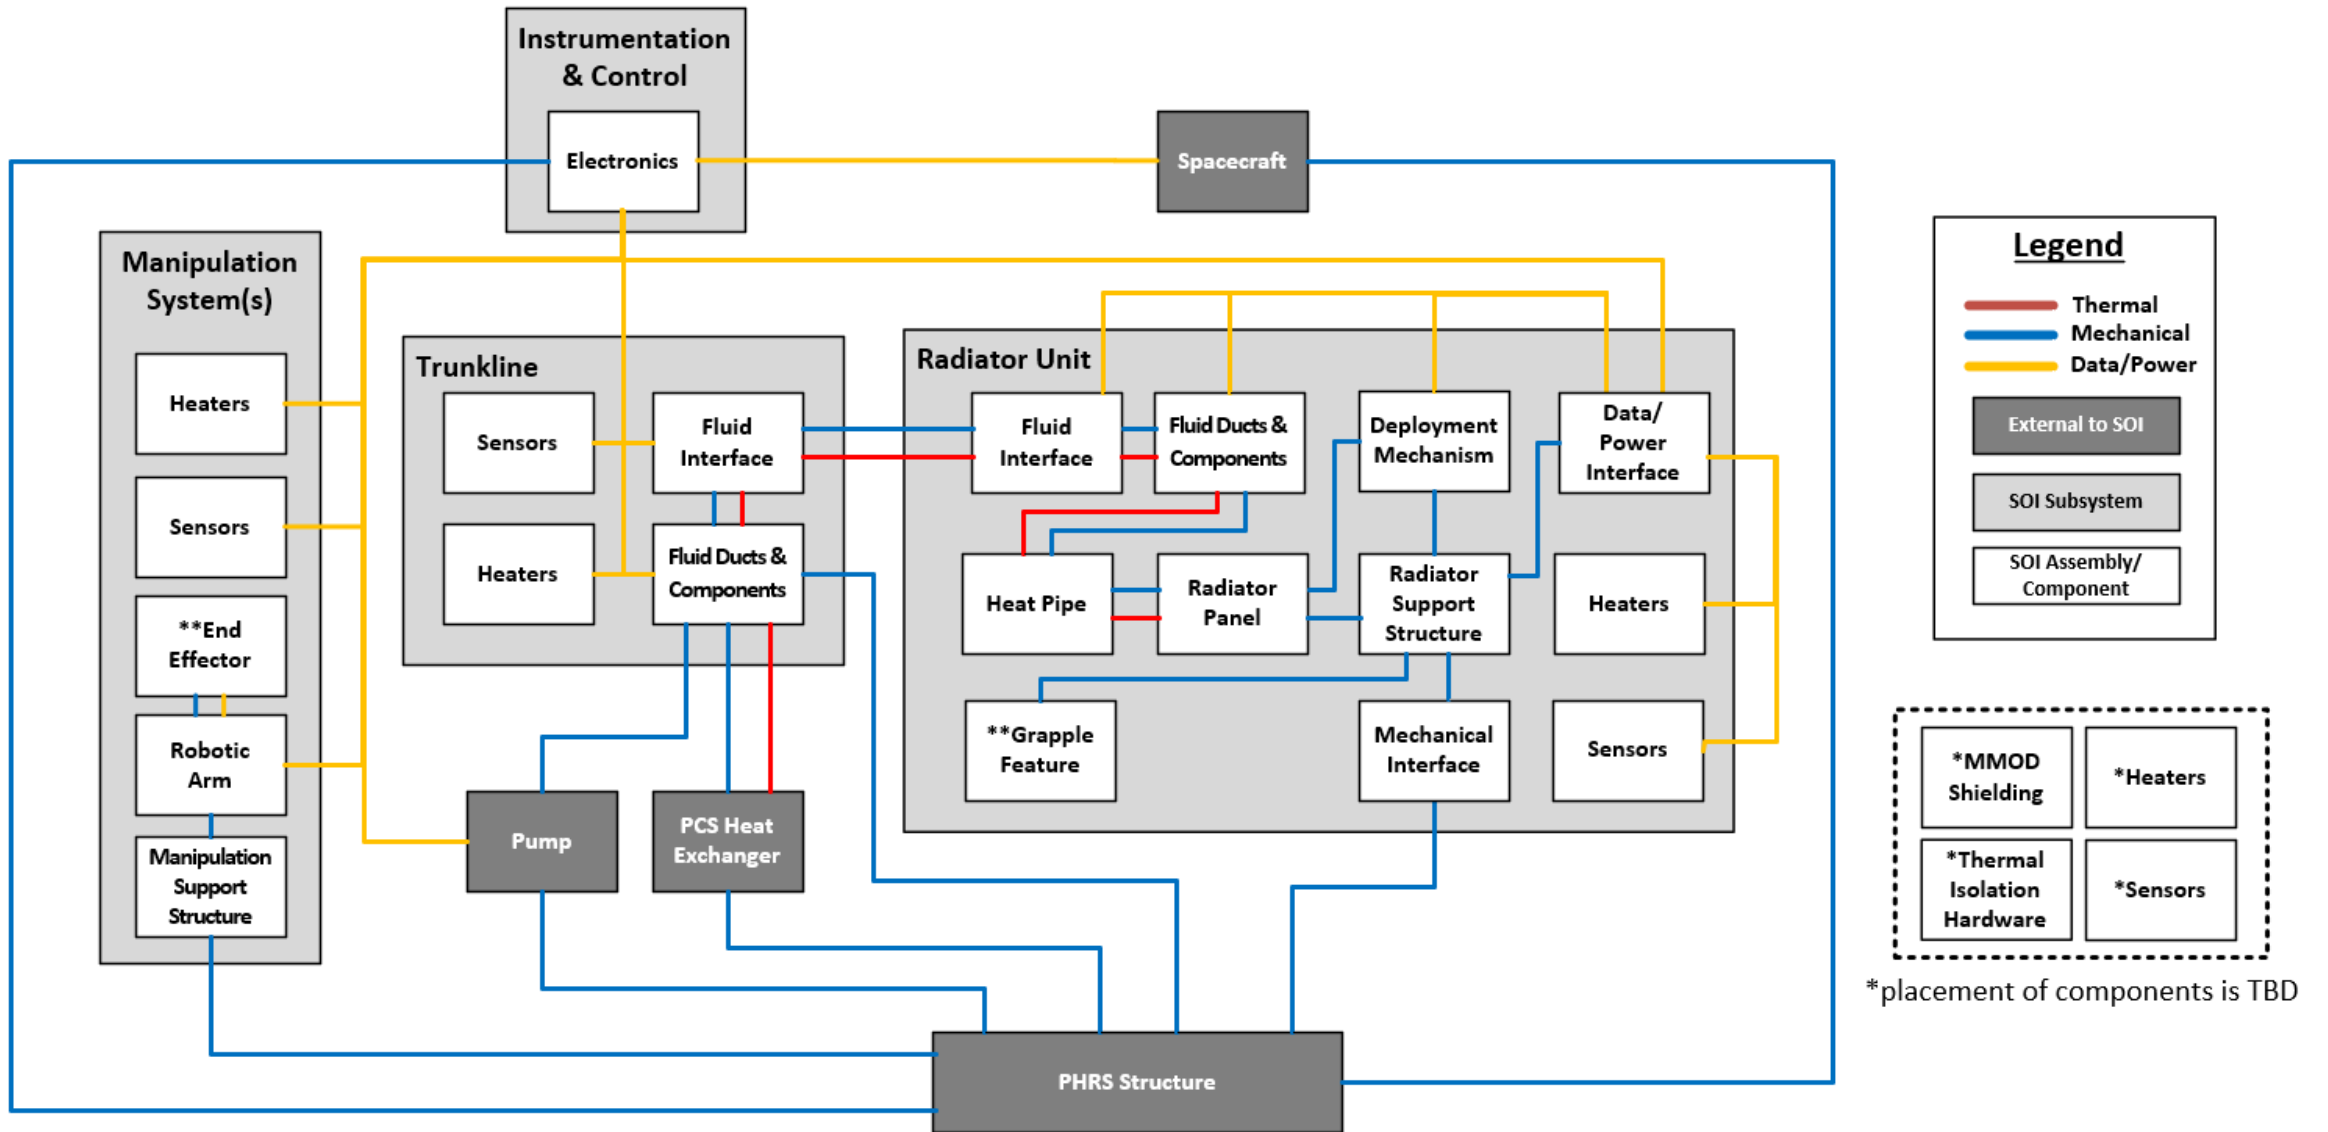 Instrumentation
& Control
Electronics
Spacecraft
Manipulation
System(s)
Heaters
Sensors
**End
Effector
Robotic
Arm
Manipulation
Support
Structure
Trunkline
Sensors
Fluid
Interface
Heaters
Fluid Ducts &
Components
Pump
PCS Heat
Exchanger
Radiator Unit
Fluid
Interface
Fluid Ducts &
Components
Deployment
Mechanism
Data/
Power
Interface
Heat Pipe
Radiator
Panel
Radiator
Support
Structure
Heaters
**Grapple
Feature
Mechanical
Interface
Sensors
PHRS Structure
Legend
Thermal
Mechanical
Data/Power
External to SOI
SOI Subsystem
SOI Assembly/
Component
*MMOD
Shielding
*Heaters
*Thermal
Isolation
Hardware
*Sensors
*placement of components is TBD